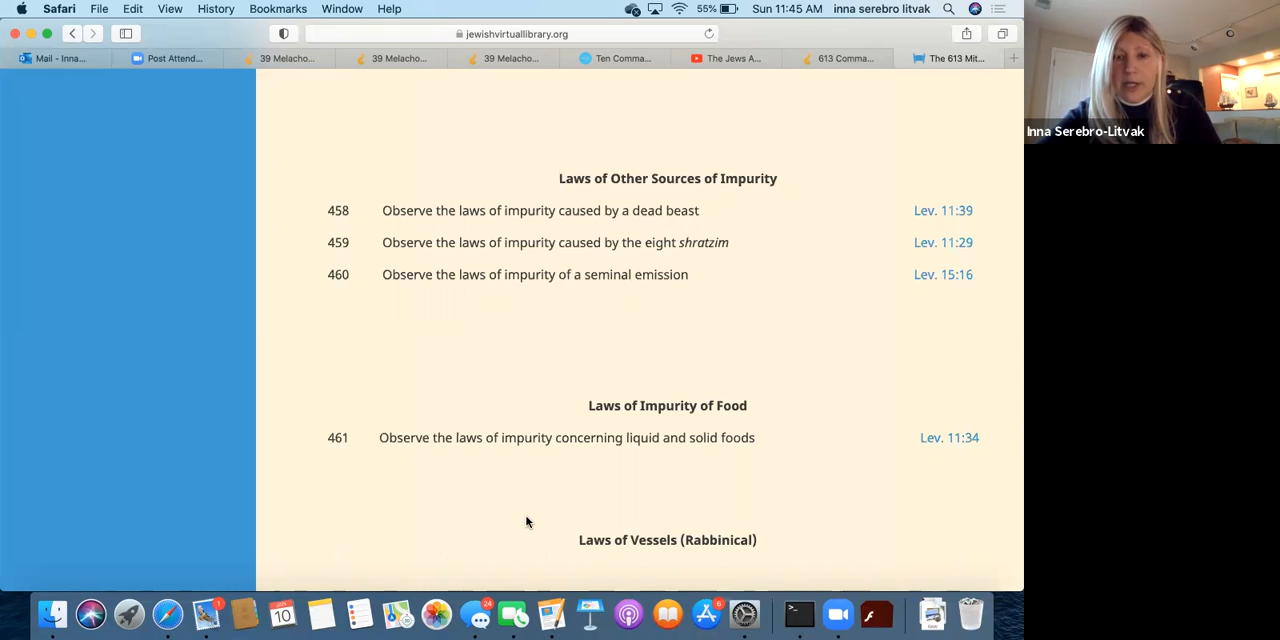 Safari File Edit View History Bookmarks Window Help 55% Sun 11:45 AM inna serebro litvak
jewishvirtuallibrary.org
Mail - Inna... Post Attend... 39 Melacho... 39 Melacho... 39 Melacho... Ten Comma... The Jews A... 613 Comma... The 613 Mit...
Inna Serebro-Litvak
Laws of Other Sources of Impurity
458 Observe the laws of impurity caused by a dead beast Lev. 11:39
459 Observe the laws of impurity caused by the eight shratzim Lev. 11:29
460 Observe the laws of impurity of a seminal emission Lev. 15:16
Laws of Impurity of Food
461 Observe the laws of impurity concerning liquid and solid foods Lev. 11:34
Laws of Vessels (Rabbinical)
JAN
10
1
24
6